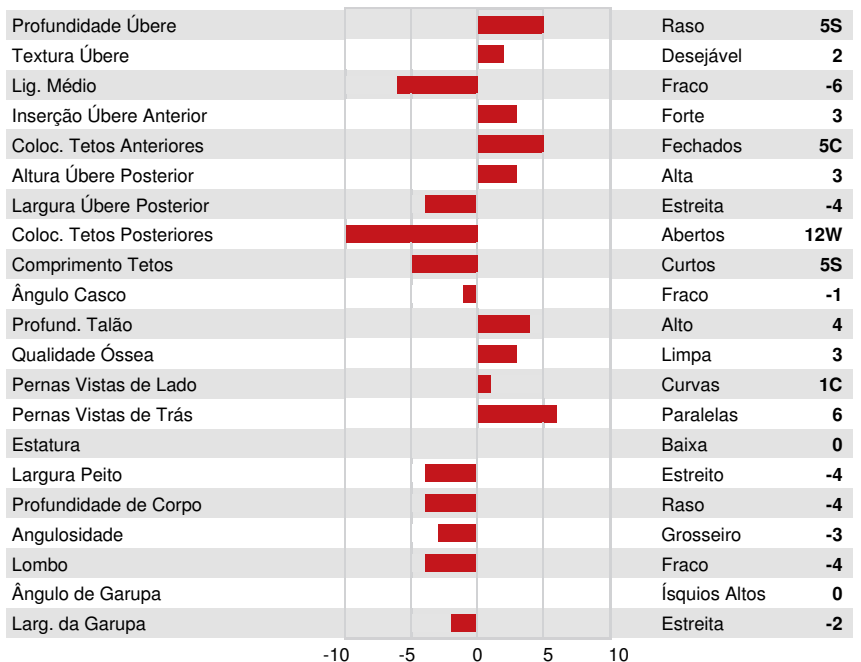 Profundidade Úbere Raso 5S
Textura Úbere Desejável 2
Lig. Médio Fraco -6
Inserção Úbere Anterior Forte 3
Coloc. Tetos Anteriores Fechados 5C
Altura Úbere Posterior Alta 3
Largura Úbere Posterior Estreita -4
Coloc. Tetos Posteriores Abertos 12W
Comprimento Tetos Curtos 5S
Ângulo Casco Fraco -1
Profund. Talão Alto 4
Qualidade Óssea Limpa 3
Pernas Vistas de Lado Curvas 1C
Pernas Vistas de Trás Paralelas 6
Estatura Baixa 0
Largura Peito Estreito -4
Profundidade de Corpo Raso -4
Angulosidade Grosseiro -3
Lombo Fraco -4
Ângulo de Garupa Ísquios Altos 0
Larg. da Garupa Estreita -2
-10 -5 0 5 10